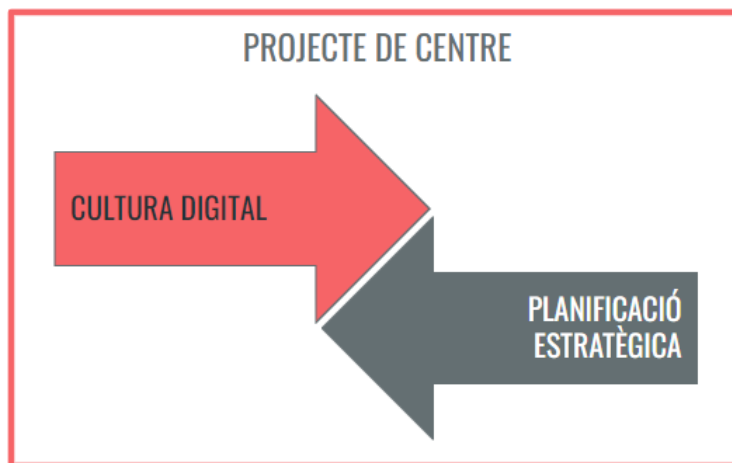 PROJECTE DE CENTRE
CULTURA DIGITAL
PLANIFICACIÓ
ESTRATÈGICA